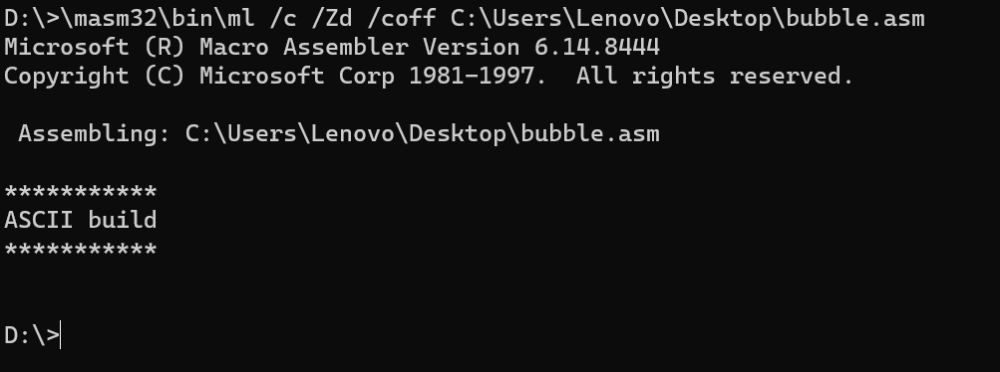 D:\>\masm32\bin\ml /c /Zd /coff C:\Users\Lenovo\Desktop\bubble.asm
Microsoft (R) Macro Assembler Version 6.14.8444
Copyright (C) Microsoft Corp 1981-1997.  All rights reserved.
 Assembling: C:\Users\Lenovo\Desktop\bubble.asm
***********
ASCII build
***********
D:\>